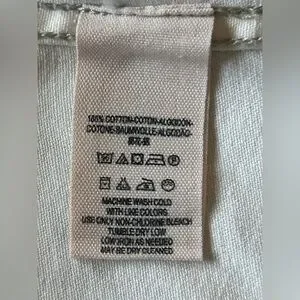 100% COTTON-COTON-ALGODÓN-
COTONE-BAUMWOLLE-ALGODÃO-
MACHINE WASH COLD
WITH LIKE COLORS
USE ONLY NON-CHLORINE BLEACH
TUMBLE DRY LOW
LOW IRON AS NEEDED
MAY BE DRY CLEANED